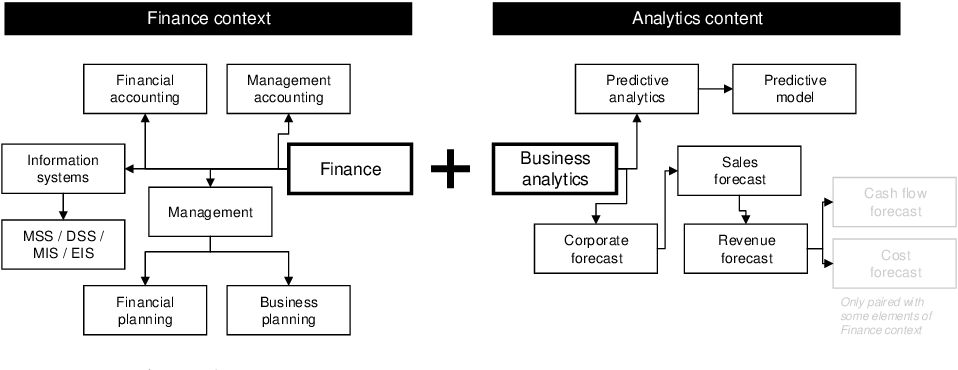 Finance context
Analytics content
Financial
accounting
Management
accounting
Predictive
analytics
Predictive
model
Information
systems
Finance
Business
analytics
Sales
forecast
Management
Cash flow
forecast
MSS / DSS /
MIS / EIS
Corporate
forecast
Revenue
forecast
Cost
forecast
Financial
planning
Business
planning
Only paired with
some elements of
Finance context